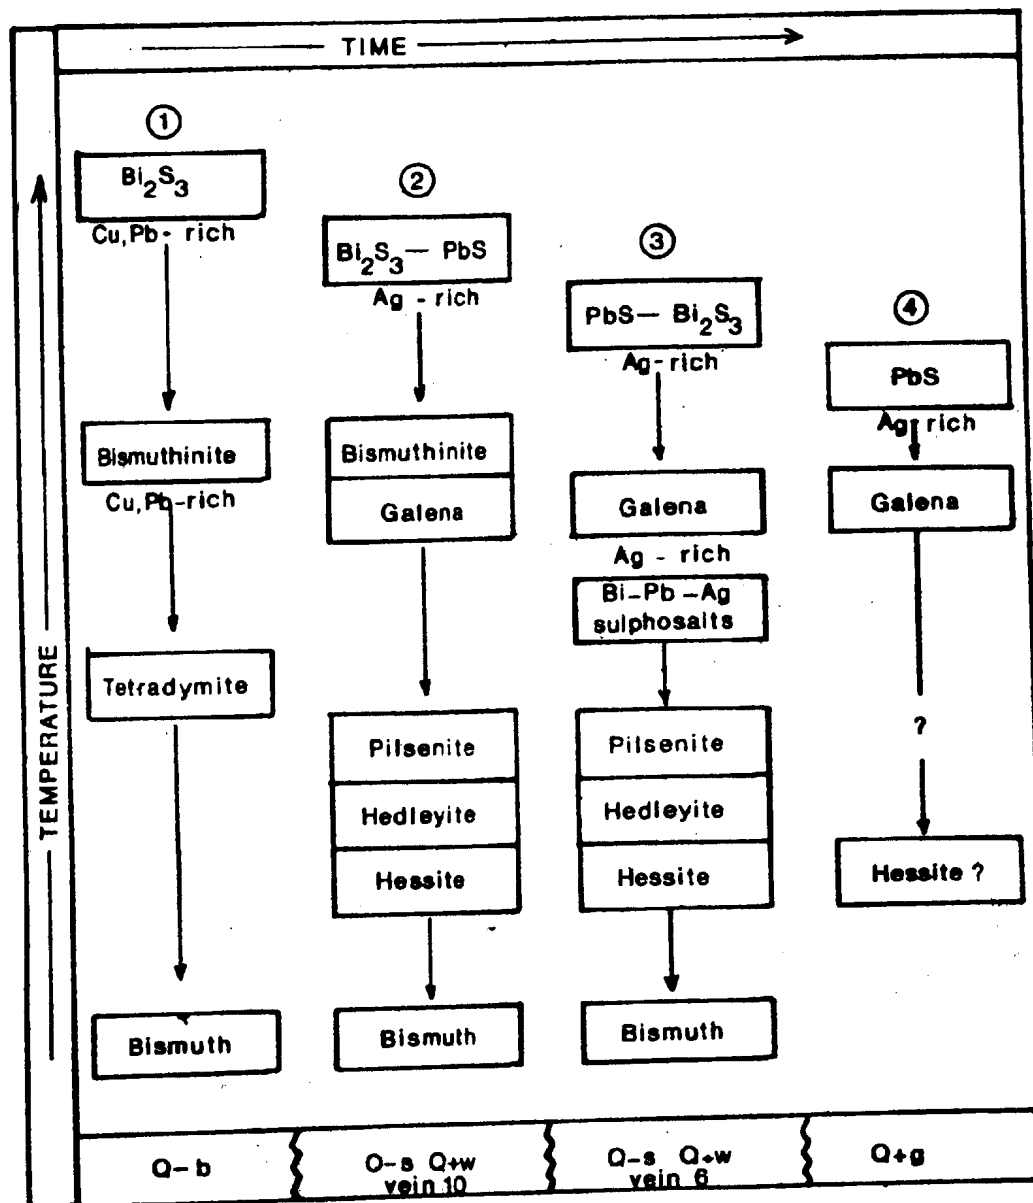 TIME
TEMPERATURE
1
Bi2S3
Cu,Pb-rich
Bismuthinite
Cu,Pb-rich
Tetradymite
Bismuth
Q-b
2
Bi2S3—PbS
Ag-rich
Bismuthinite
Galena
Pilsenite
Hedleyite
Hessite
Bismuth
Q-s Q+w
vein 10
3
PbS—Bi2S3
Ag-rich
Galena
Ag-rich
Bi-Pb-Ag
sulphosalts
Pilsenite
Hedleyite
Hessite
Bismuth
Q-s Q+w
vein 6
4
PbS
Ag-rich
Galena
?
Hessite ?
Q+g